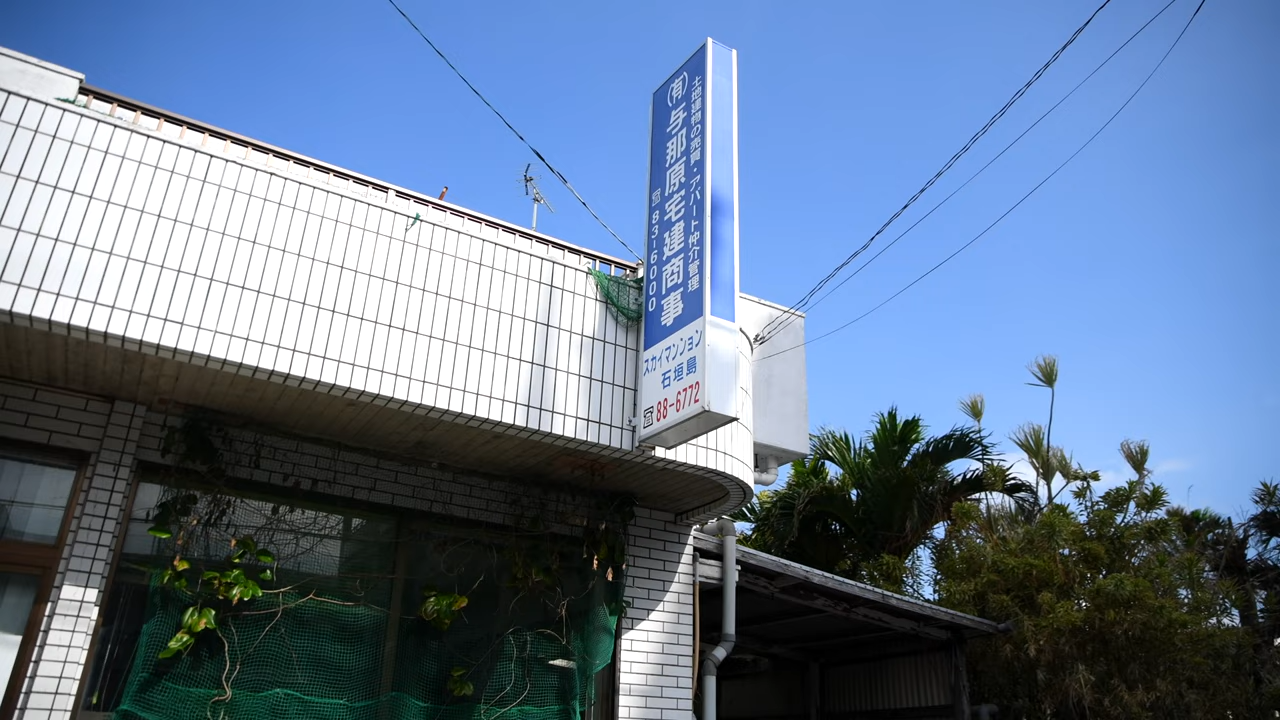 土地建物の売買・アパート仲介管理
㈲与那原宅建商事
☎83-6000
スカイマンション
石垣島
☎88-6772